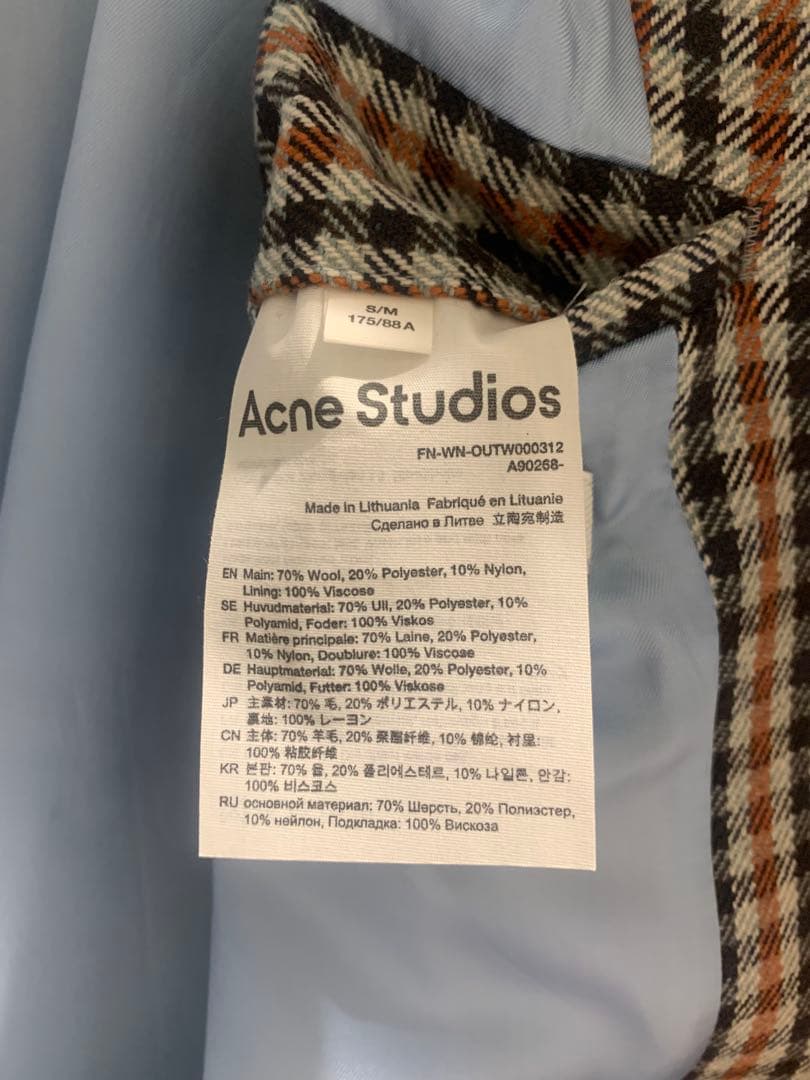 S/M
175/88A
Acne Studios
FN-WN-OUTW000312
A90268-
Made in Lithuania Fabriqué en Lituanie
Сделано в Литве 立陶宛制造
EN Main: 70% Wool, 20% Polyester, 10% Nylon,
Lining: 100% Viscose
SE Huvudmaterial: 70% Ull, 20% Polyester, 10%
Polyamid, Foder: 100% Viskos
FR Matière principale: 70% Laine, 20% Polyester,
10% Nylon, Doublure: 100% Viscose
DE Hauptmaterial: 70% Wolle, 20% Polyester, 10%
Polyamid, Futter: 100% Viskose
JP 主素材: 70% 毛, 20% ポリエステル, 10% ナイロン,
裏地: 100% レーヨン
CN 主体: 70% 羊毛, 20% 聚酯纤维, 10% 锦纶, 衬里:
100% 粘胶纤维
KR 본판: 70% 울, 20% 폴리에스테르, 10% 나일론, 안감:
100% 비스코스
RU основной материал: 70% Шерсть, 20% Полиэстер,
10% нейлон, Подкладка: 100% Вискоза